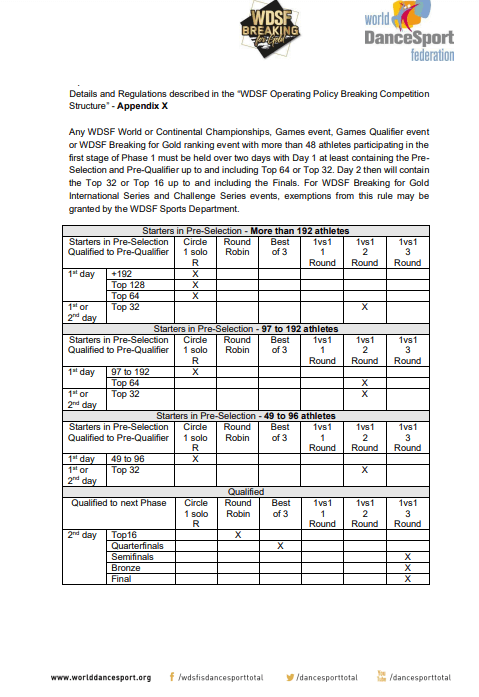 WDSF
BREAKING
for Gold
world
DanceSport
federation
Details and Regulations described in the “WDSF Operating Policy Breaking Competition
Structure” - Appendix X
Any WDSF World or Continental Championships, Games event, Games Qualifier event
or WDSF Breaking for Gold ranking event with more than 48 athletes participating in the
first stage of Phase 1 must be held over two days with Day 1 at least containing the Pre-
Selection and Pre-Qualifier up to and including Top 64 or Top 32. Day 2 then will contain
the Top 32 or Top 16 up to and including the Finals. For WDSF Breaking for Gold
International Series and Challenge Series events, exemptions from this rule may be
granted by the WDSF Sports Department.
Starters in Pre-Selection - More than 192 athletes
Starters in Pre-Selection Circle Round Best 1vs1 1vs1 1vs1
Qualified to Pre-Qualifier 1 solo Robin of 3 1 2 3
R Round Round Round
1st day +192 X
Top 128 X
Top 64 X
1st or Top 32 X
2nd day
Starters in Pre-Selection - 97 to 192 athletes
Starters in Pre-Selection Circle Round Best 1vs1 1vs1 1vs1
Qualified to Pre-Qualifier 1 solo Robin of 3 1 2 3
R Round Round Round
1st day 97 to 192 X
Top 64 X
1st or Top 32 X
2nd day
Starters in Pre-Selection - 49 to 96 athletes
Starters in Pre-Selection Circle Round Best 1vs1 1vs1 1vs1
Qualified to Pre-Qualifier 1 solo Robin of 3 1 2 3
R Round Round Round
1st day 49 to 96 X
1st or Top 32 X
2nd day
Qualified
Qualified to next Phase Circle Round Best 1vs1 1vs1 1vs1
1 solo Robin of 3 1 2 3
R Round Round Round
2nd day Top16 X
Quarterfinals X
Semifinals X
Bronze X
Final X
www.worlddancesport.org /wdsfisdancesporttotal /dancesporttotal You Tube /dancesporttotal